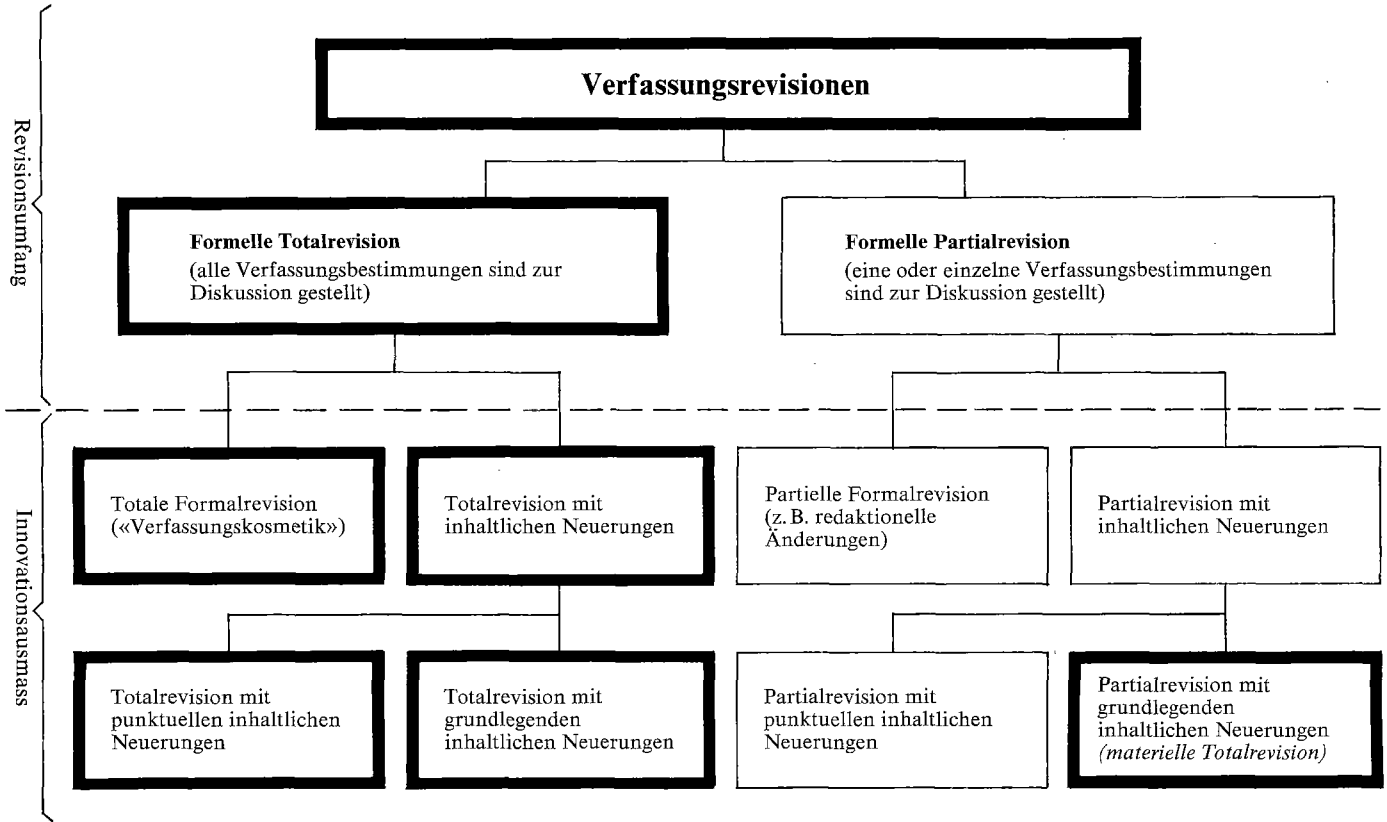 Verfassungsrevisionen
Revisionsumfang
Formelle Totalrevision
(alle Verfassungsbestimmungen sind zur
Diskussion gestellt)
Formelle Partialrevision
(eine oder einzelne Verfassungsbestimmungen
sind zur Diskussion gestellt)
Innovationsausmass
Totale Formalrevision
(«Verfassungskosmetik»)
Totalrevision mit
inhaltlichen Neuerungen
Partielle Formalrevision
(z. B. redaktionelle
Änderungen)
Partialrevision mit
inhaltlichen Neuerungen
Totalrevision mit
punktuellen inhaltlichen
Neuerungen
Totalrevision mit
grundlegenden
inhaltlichen Neuerungen
Partialrevision mit
punktuellen inhaltlichen
Neuerungen
Partialrevision mit
grundlegenden
inhaltlichen Neuerungen
(materielle Totalrevision)